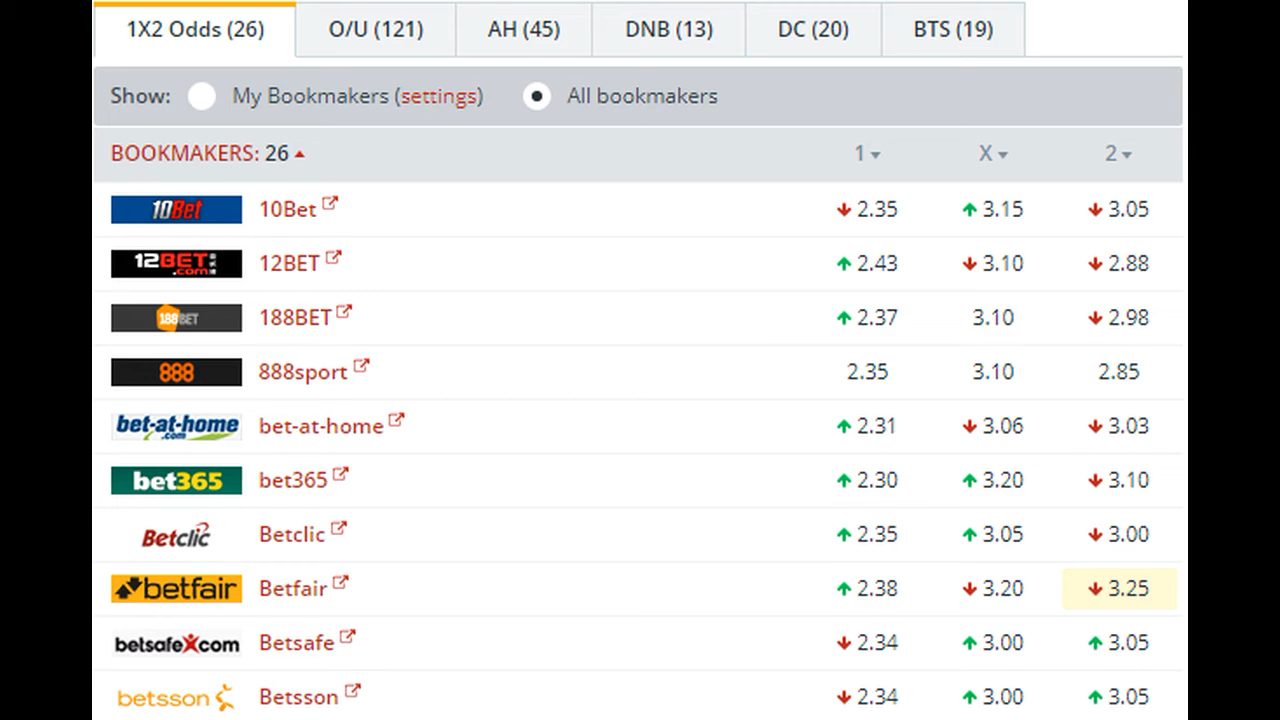 1X2 Odds (26) O/U (121) AH (45) DNB (13) DC (20) BTS (19)
Show: My Bookmakers (settings) All bookmakers
BOOKMAKERS: 26 1 X 2
10Bet 10Bet 2.35 3.15 3.05
12BET.com 12BET 2.43 3.10 2.88
188BET 188BET 2.37 3.10 2.98
888 888sport 2.35 3.10 2.85
bet-at-home.com bet-at-home 2.31 3.06 3.03
bet365 bet365 2.30 3.20 3.10
Betclic Betclic 2.35 3.05 3.00
betfair Betfair 2.38 3.20 3.25
betsafe.com Betsafe 2.34 3.00 3.05
betsson Betsson 2.34 3.00 3.05